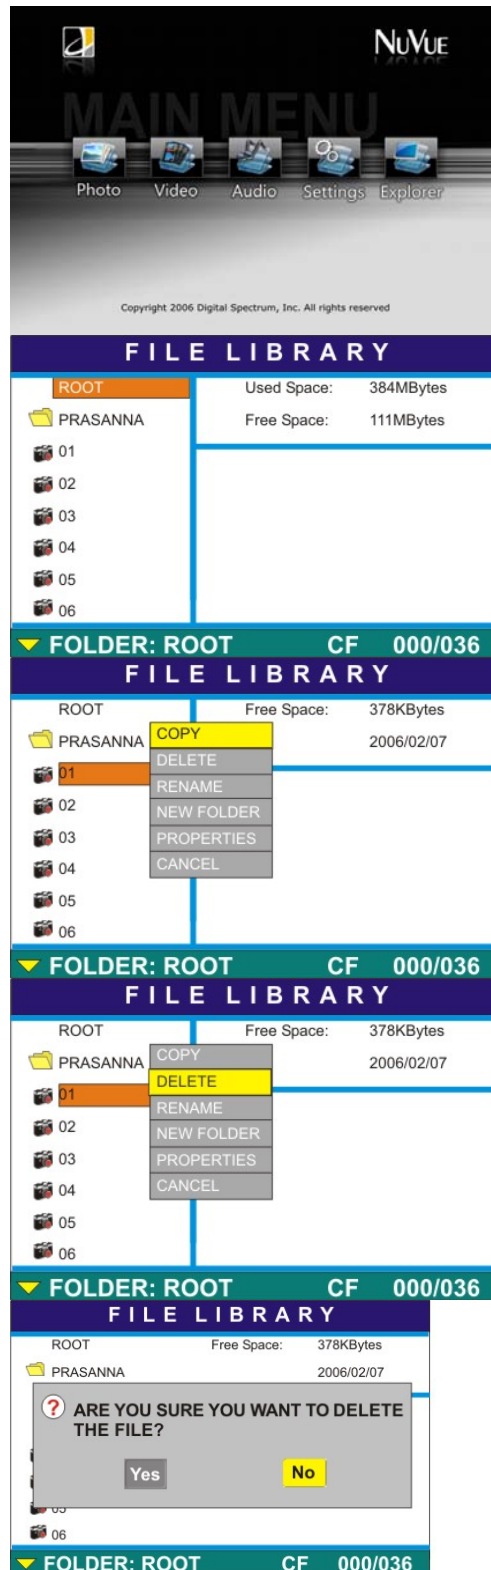 NuVue
MAIN MENU
Photo Video Audio Settings Explorer
Copyright 2006 Digital Spectrum, Inc. All rights reserved
FILE LIBRARY
ROOT Used Space: 384MBytes
PRASANNA Free Space: 111MBytes
01
02
03
04
05
06
FOLDER: ROOT CF 000/036
FILE LIBRARY
ROOT Free Space: 378KBytes
PRASANNA COPY 2006/02/07
DELETE
01
RENAME
02 NEW FOLDER
03 PROPERTIES
04 CANCEL
05
06
FOLDER: ROOT CF 000/036
FILE LIBRARY
ROOT Free Space: 378KBytes
PRASANNA COPY 2006/02/07
DELETE
01
RENAME
02 NEW FOLDER
03 PROPERTIES
04 CANCEL
05
06
FOLDER: ROOT CF 000/036
FILE LIBRARY
ROOT Free Space: 378KBytes
PRASANNA 2006/02/07
? ARE YOU SURE YOU WANT TO DELETE
THE FILE?
Yes No
05
06
FOLDER: ROOT CF 000/036